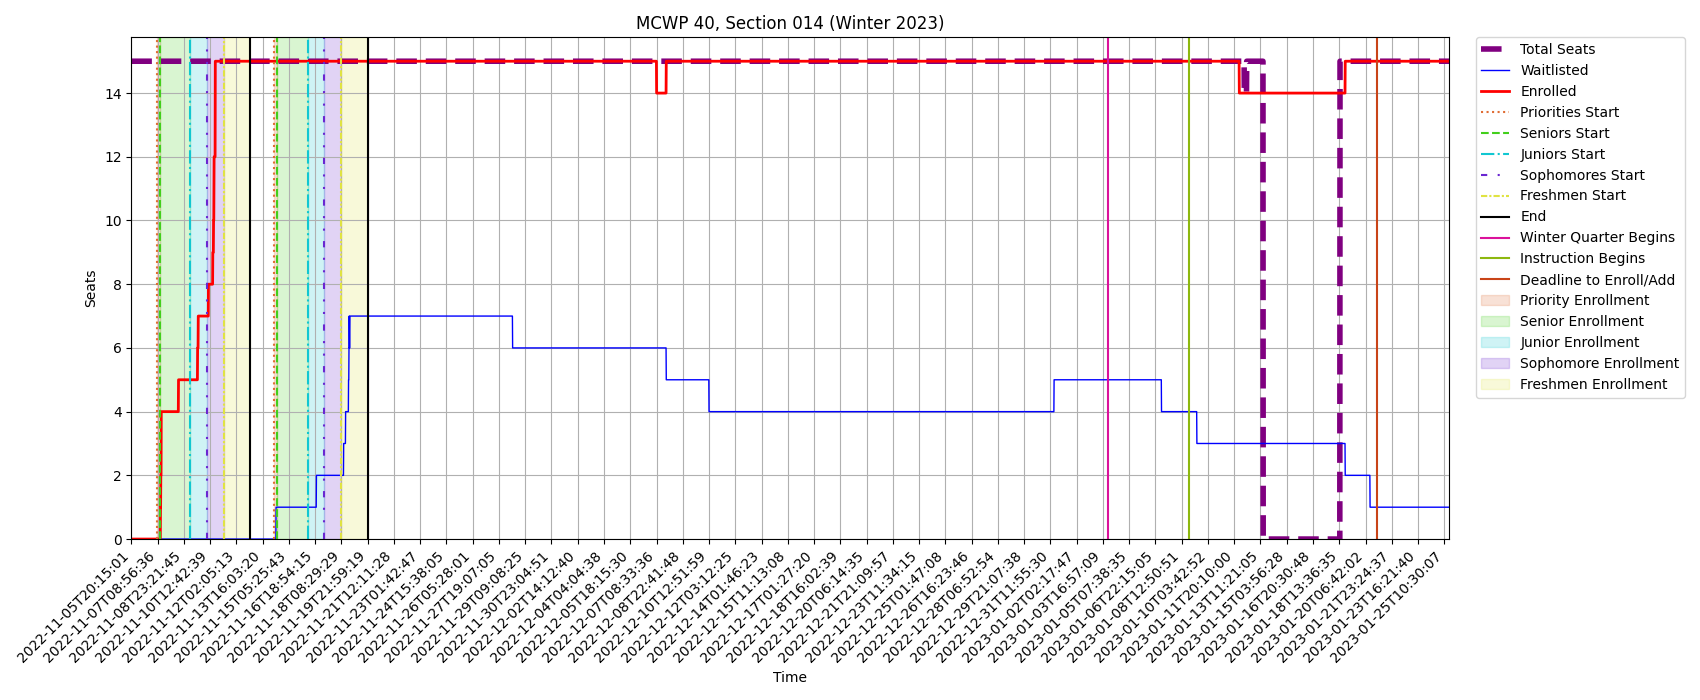 MCWP 40, Section 014 (Winter 2023)
Seats
14
12
10
8
6
4
2
0
2022-11-05T20:15:01
2022-11-07T08:56:36
2022-11-08T23:21:45
2022-11-10T12:42:39
2022-11-12T02:05:13
2022-11-13T16:03:20
2022-11-15T05:25:43
2022-11-16T18:54:15
2022-11-18T08:29:29
2022-11-19T21:59:19
2022-11-21T12:11:28
2022-11-23T01:42:47
2022-11-24T15:38:05
2022-11-26T05:28:01
2022-11-27T19:07:05
2022-11-29T09:08:25
2022-11-30T23:04:51
2022-12-02T14:12:40
2022-12-04T04:04:38
2022-12-05T18:15:30
2022-12-07T08:33:36
2022-12-08T22:41:48
2022-12-10T12:51:59
2022-12-12T03:12:25
2022-12-14T01:46:23
2022-12-15T11:13:08
2022-12-17T01:27:20
2022-12-18T16:02:39
2022-12-20T06:14:35
2022-12-21T21:09:57
2022-12-23T11:34:15
2022-12-25T01:47:08
2022-12-26T16:23:46
2022-12-28T06:52:54
2022-12-29T21:07:38
2022-12-31T11:55:30
2023-01-02T02:17:47
2023-01-03T16:57:09
2023-01-05T07:38:35
2023-01-06T22:15:05
2023-01-08T12:50:51
2023-01-10T03:42:52
2023-01-11T20:10:00
2023-01-13T11:21:05
2023-01-15T03:56:28
2023-01-16T20:30:48
2023-01-18T13:36:35
2023-01-20T06:42:02
2023-01-21T23:24:37
2023-01-23T16:21:40
2023-01-25T10:30:07
Time
Total Seats
Waitlisted
Enrolled
Priorities Start
Seniors Start
Juniors Start
Sophomores Start
Freshmen Start
End
Winter Quarter Begins
Instruction Begins
Deadline to Enroll/Add
Priority Enrollment
Senior Enrollment
Junior Enrollment
Sophomore Enrollment
Freshmen Enrollment